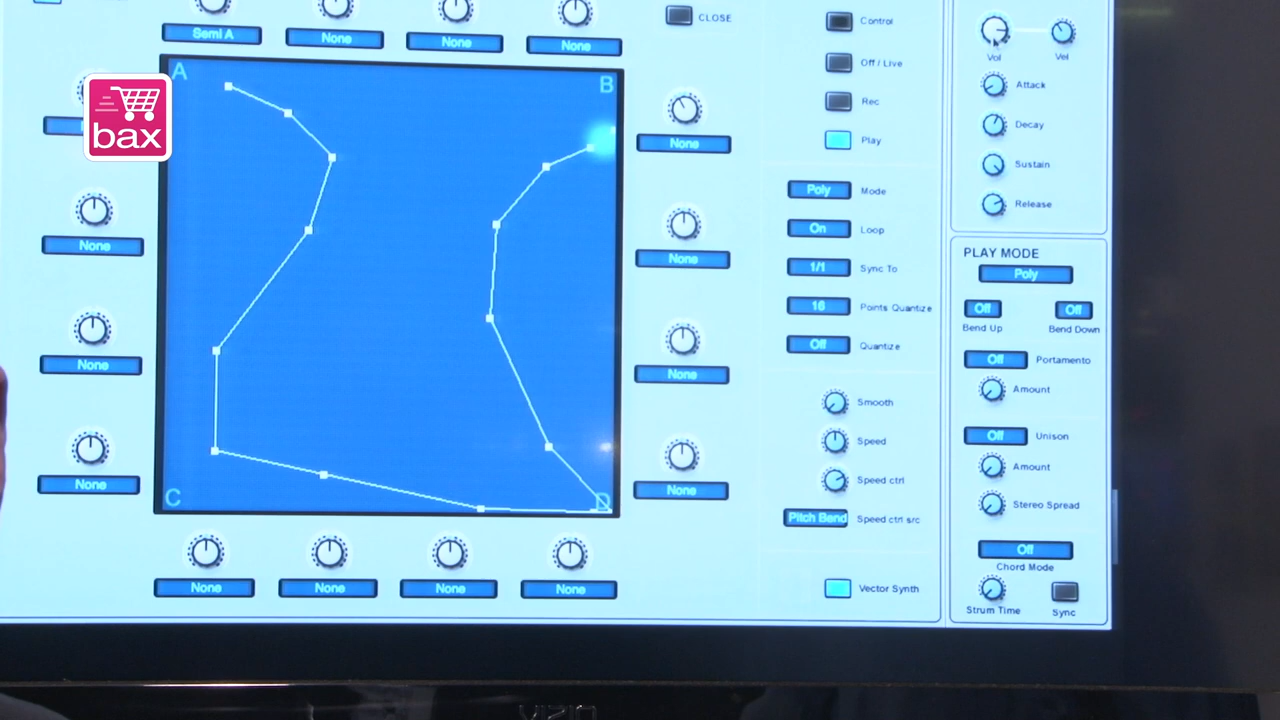 Semi A
None
None
None
CLOSE
Control
Vol
Vel
A
B
Off / Live
Attack
bax
Rec
Decay
None
Play
Sustain
Poly
Mode
Release
None
On
Loop
None
PLAY MODE
1/1
Sync To
Poly
16
Points Quantize
Off
Off
Bend Up
Bend Down
Off
Quantize
None
None
Off
Portamento
Amount
Smooth
Speed
Off
Unison
Amount
None
C
D
None
Speed ctrl
Stereo Spread
Pitch Bend
Speed ctrl src
Off
Chord Mode
None
None
None
None
Vector Synth
Strum Time
Sync
VIZIO